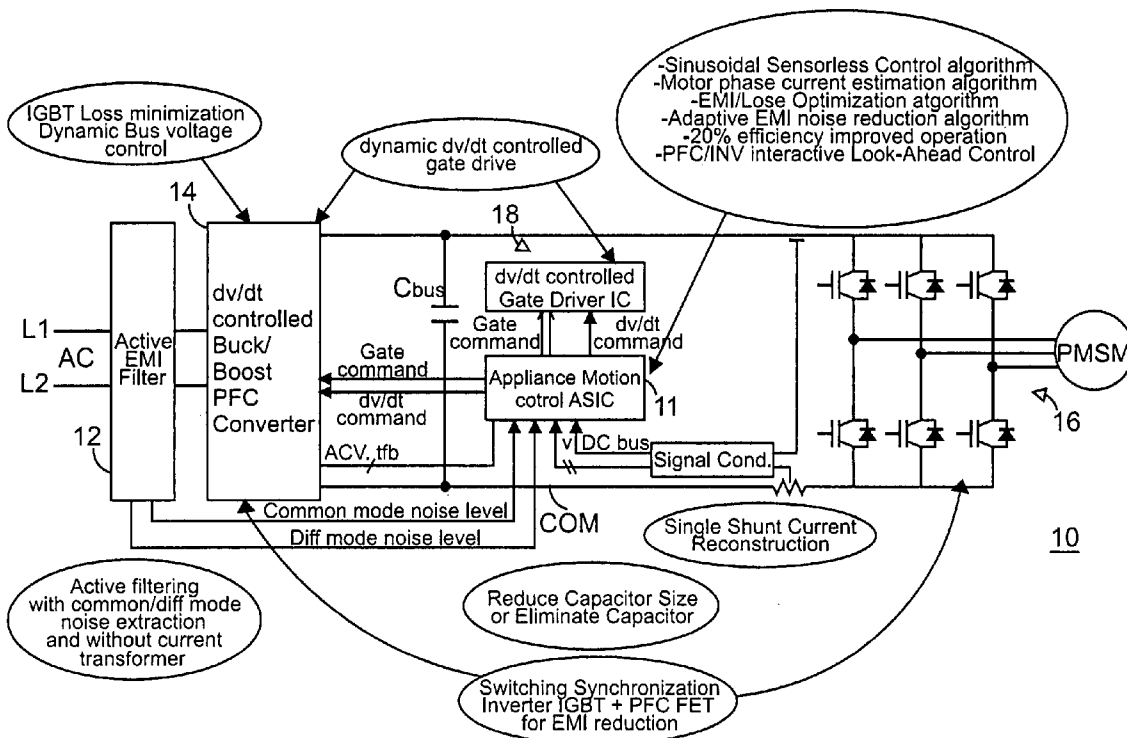 -Sinusoidal Sensorless Control algorithm
-Motor phase current estimation algorithm
-EMI/Lose Optimization atgorithm
-Adaptive EMI noise reduction algorithm
-20% efficiency improved operation
-PFC/INV interactive Look-Ahead Control
IGBT Loss minimization
Dynamic Bus voltage
control
dynamic dv/dt controlled
gate drive
14
18
dv/dt
controlled
Buck/
Boost
PFC
Converter
Cbus
dv/dt controlled
Gate Driver IC
L1
AC
L2
Active
EMI
Filter
Gate
command
dv/dt
command
Gate
command
dv/dt
command
Appliance Motion
cotrol ASIC
11
PMSM
16
12
ACV. tfb
v
DC bus
Signal Cond.
Common mode noise level
COM
Diff mode noise level
Single Shunt Current
Reconstruction
10
Active filtering
with common/diff mode
noise extraction
and without current
transformer
Reduce Capacitor Size
or Eliminate Capacitor
Switching Synchronization
Inverter IGBT + PFC FET
for EMI reduction